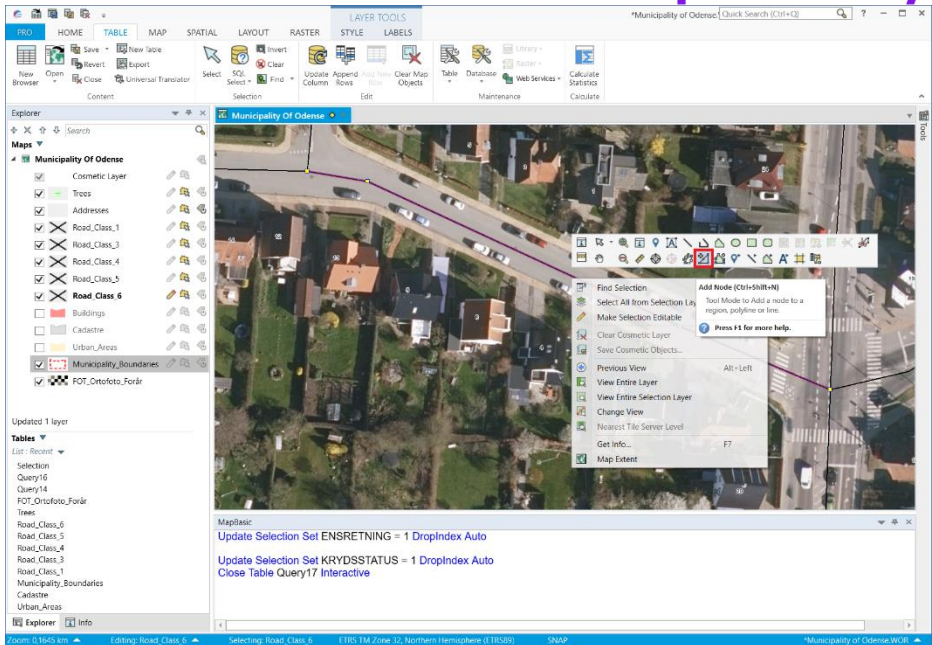 LAYER TOOLS
*Municipality of Odense.
Quick Search (Ctrl+Q)
?
PRO HOME TABLE MAP SPATIAL LAYOUT RASTER STYLE LABELS
New Browser
Open
Save
Revert
Close
New Table
Export
Universal Translator
Content
Select
SQL Select
Invert
Clear
Find
Selection
Update Column
Append Rows
Add New Row
Clear Map Objects
Edit
Table
Database
Library
Raster
Web Services
Maintenance
Calculate Statistics
Calculate
Explorer
Search
Maps
Municipality Of Odense
Cosmetic Layer
Trees
Addresses
Road_Class_1
Road_Class_3
Road_Class_4
Road_Class_5
Road_Class_6
Buildings
Cadastre
Urban_Areas
Municipality_Boundaries
FOT_Ortofoto_Forår
Updated 1 layer
Tables
List : Recent
Selection
Query16
Query14
FOT_Ortofoto_Forår
Trees
Road_Class_6
Road_Class_5
Road_Class_4
Road_Class_3
Road_Class_1
Municipality_Boundaries
Cadastre
Urban_Areas
Explorer Info
Municipality Of Odense
Tools
Find Selection
Select All from Selection Lay
Make Selection Editable
Clear Cosmetic Layer
Save Cosmetic Objects...
Previous View Alt - Left
View Entire Layer
View Entire Selection Layer
Change View
Nearest Tile Server Level
Get Info... F7
Map Extent
Add Node (Ctrl+Shift+N)
Tool Mode to Add a node to a
region, polyline or line.
Press F1 for more help.
MapBasic
Update Selection Set ENSRETNING = 1 DropIndex Auto
Update Selection Set KRYDSSTATUS = 1 DropIndex Auto
Close Table Query17 Interactive
Zoom: 0,1645 km Editing: Road_Class_6 Selecting: Road_Class_6 ETRS TM Zone 32, Northern Hemisphere (ETRS89) SNAP *Municipality of Odense.WOR